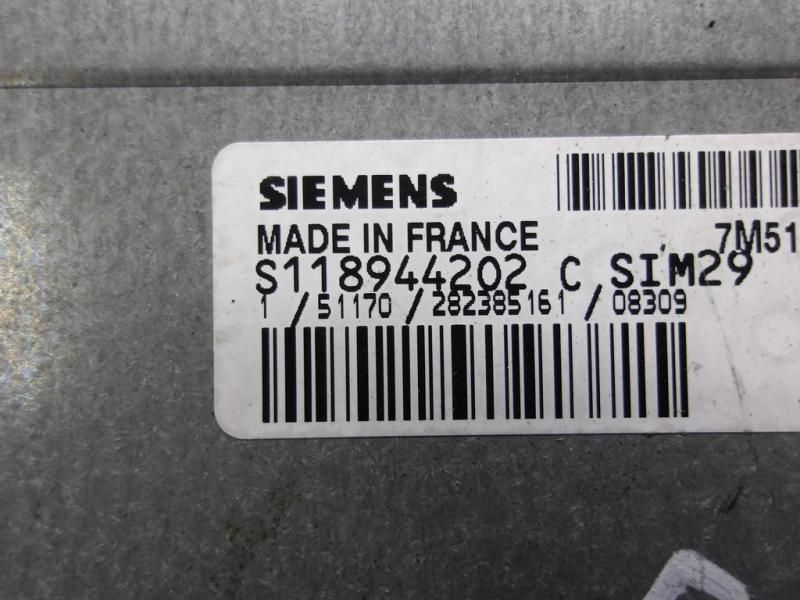 SIEMENS
MADE IN FRANCE 7M51
S118944202 C SIM29
1 / 51170 / 282385161 / 08309